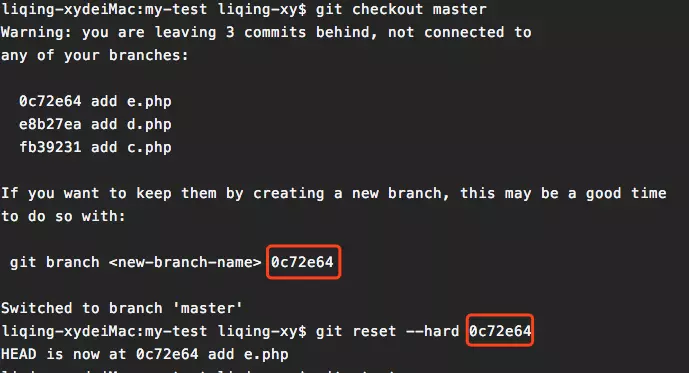 liqing-xydeiMac:my-test liqing-xy$ git checkout master
Warning: you are leaving 3 commits behind, not connected to
any of your branches:
0c72e64 add e.php
e8b27ea add d.php
fb39231 add c.php
If you want to keep them by creating a new branch, this may be a good time
to do so with:
git branch <new-branch-name> 0c72e64
Switched to branch 'master'
liqing-xydeiMac:my-test liqing-xy$ git reset --hard 0c72e64
HEAD is now at 0c72e64 add e.php